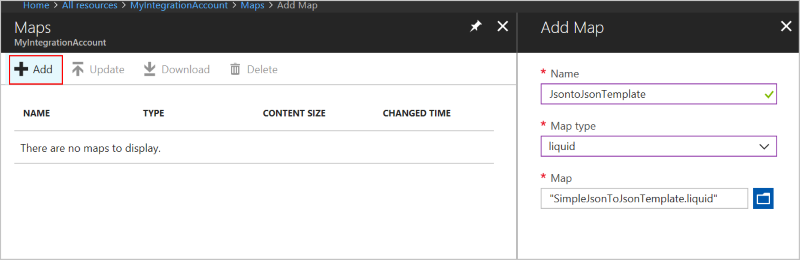 Home > All resources > MyIntegrationAccount > Maps > Add Map
Maps
MyIntegrationAccount
Add Update Download Delete
NAME TYPE CONTENT SIZE CHANGED TIME
There are no maps to display.
Add Map
* Name
JsontoJsonTemplate
* Map type
liquid
* Map
"SimpleJsonToJsonTemplate.liquid"